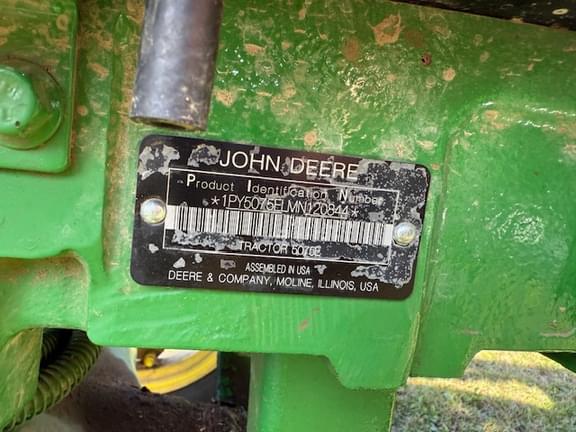 JOHN DEERE
Product Identification Number
*1PY5075ELMN120844*
TRACTOR 5075E
ASSEMBLED IN USA
DEERE & COMPANY, MOLINE, ILLINOIS, USA